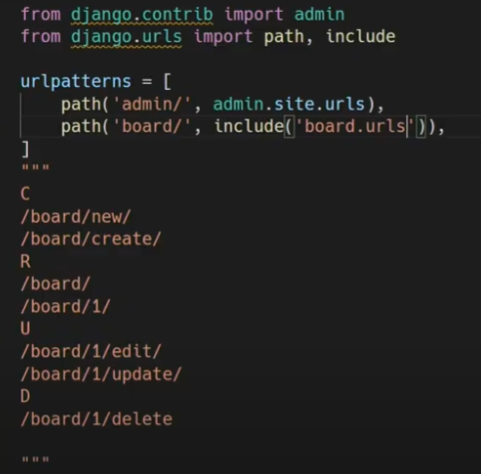 from django.contrib import admin
from django.urls import path, include
urlpatterns = [
    path('admin/', admin.site.urls),
    path('board/', include('board.urls')),
]
"""
C
/board/new/
/board/create/
R
/board/
/board/1/
U
/board/1/edit/
/board/1/update/
D
/board/1/delete
"""